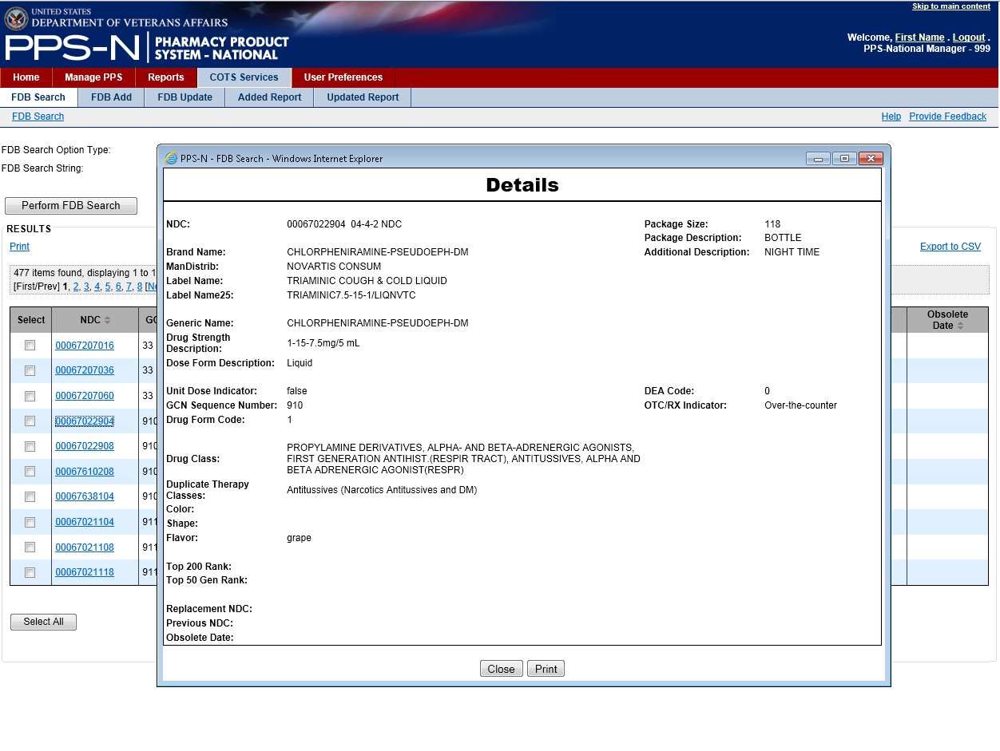 Skip to main content
UNITED STATES
DEPARTMENT OF VETERANS AFFAIRS
PPS-N PHARMACY PRODUCT
SYSTEM - NATIONAL
Welcome, First Name . Logout .
PPS-National Manager - 999
Home Manage PPS Reports COTS Services User Preferences
FDB Search FDB Add FDB Update Added Report Updated Report
FDB Search Help Provide Feedback
FDB Search Option Type:
FDB Search String:
Perform FDB Search
RESULTS
Print Export to CSV
477 items found, displaying 1 to 1
[First/Prev] 1, 2, 3, 4, 5, 6, 7, 8 [Ne
Select NDC GC Obsolete
Date
00067207016 33
00067207036 33
00067207060 33
00067022904 910
00067022908 910
00067610208 910
00067638104 910
00067021104 911
00067021108 911
00067021118 911
Select All
PPS-N - FDB Search - Windows Internet Explorer
Details
NDC: 00067022904 04-4-2 NDC Package Size: 118
Package Description: BOTTLE
Brand Name: CHLORPHENIRAMINE-PSEUDOEPH-DM Additional Description: NIGHT TIME
ManDistrib: NOVARTIS CONSUM
Label Name: TRIAMINIC COUGH & COLD LIQUID
Label Name25: TRIAMINIC7.5-15-1/LIQNVTC
Generic Name: CHLORPHENIRAMINE-PSEUDOEPH-DM
Drug Strength
Description: 1-15-7.5mg/5 mL
Dose Form Description: Liquid
Unit Dose Indicator: false DEA Code: 0
GCN Sequence Number: 910 OTC/RX Indicator: Over-the-counter
Drug Form Code: 1
Drug Class: PROPYLAMINE DERIVATIVES, ALPHA- AND BETA-ADRENERGIC AGONISTS,
FIRST GENERATION ANTIHIST.(RESPIR TRACT), ANTITUSSIVES, ALPHA AND
BETA ADRENERGIC AGONIST(RESPR)
Duplicate Therapy
Classes: Antitussives (Narcotics Antitussives and DM)
Color:
Shape:
Flavor: grape
Top 200 Rank:
Top 50 Gen Rank:
Replacement NDC:
Previous NDC:
Obsolete Date:
Close Print